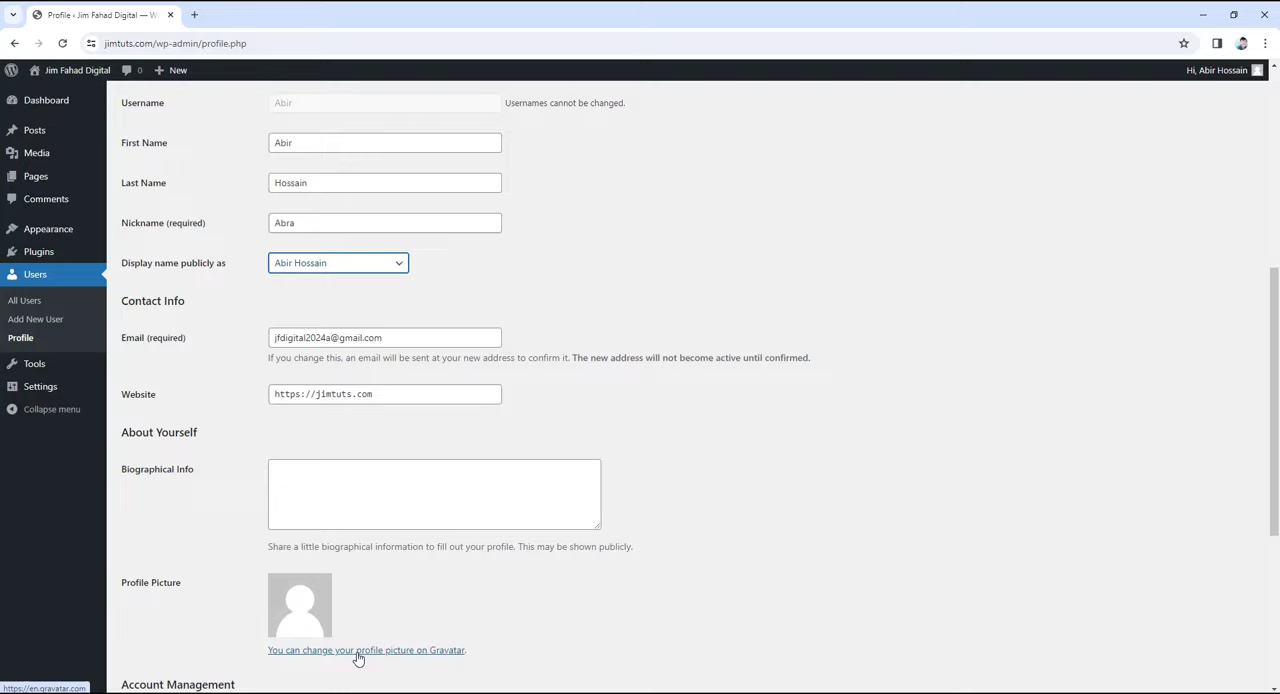 Profile ‹ Jim Fahad Digital — W
jimtuts.com/wp-admin/profile.php
Jim Fahad Digital 0 New Hi, Abir Hossain
Dashboard
Posts
Media
Pages
Comments
Appearance
Plugins
Users
All Users
Add New User
Profile
Tools
Settings
Collapse menu
Username Abir Usernames cannot be changed.
First Name Abir
Last Name Hossain
Nickname (required) Abra
Display name publicly as Abir Hossain
Contact Info
Email (required) jfdigital2024a@gmail.com
If you change this, an email will be sent at your new address to confirm it. The new address will not become active until confirmed.
Website https://jimtuts.com
About Yourself
Biographical Info
Share a little biographical information to fill out your profile. This may be shown publicly.
Profile Picture
You can change your profile picture on Gravatar.
Account Management
https://en.gravatar.com